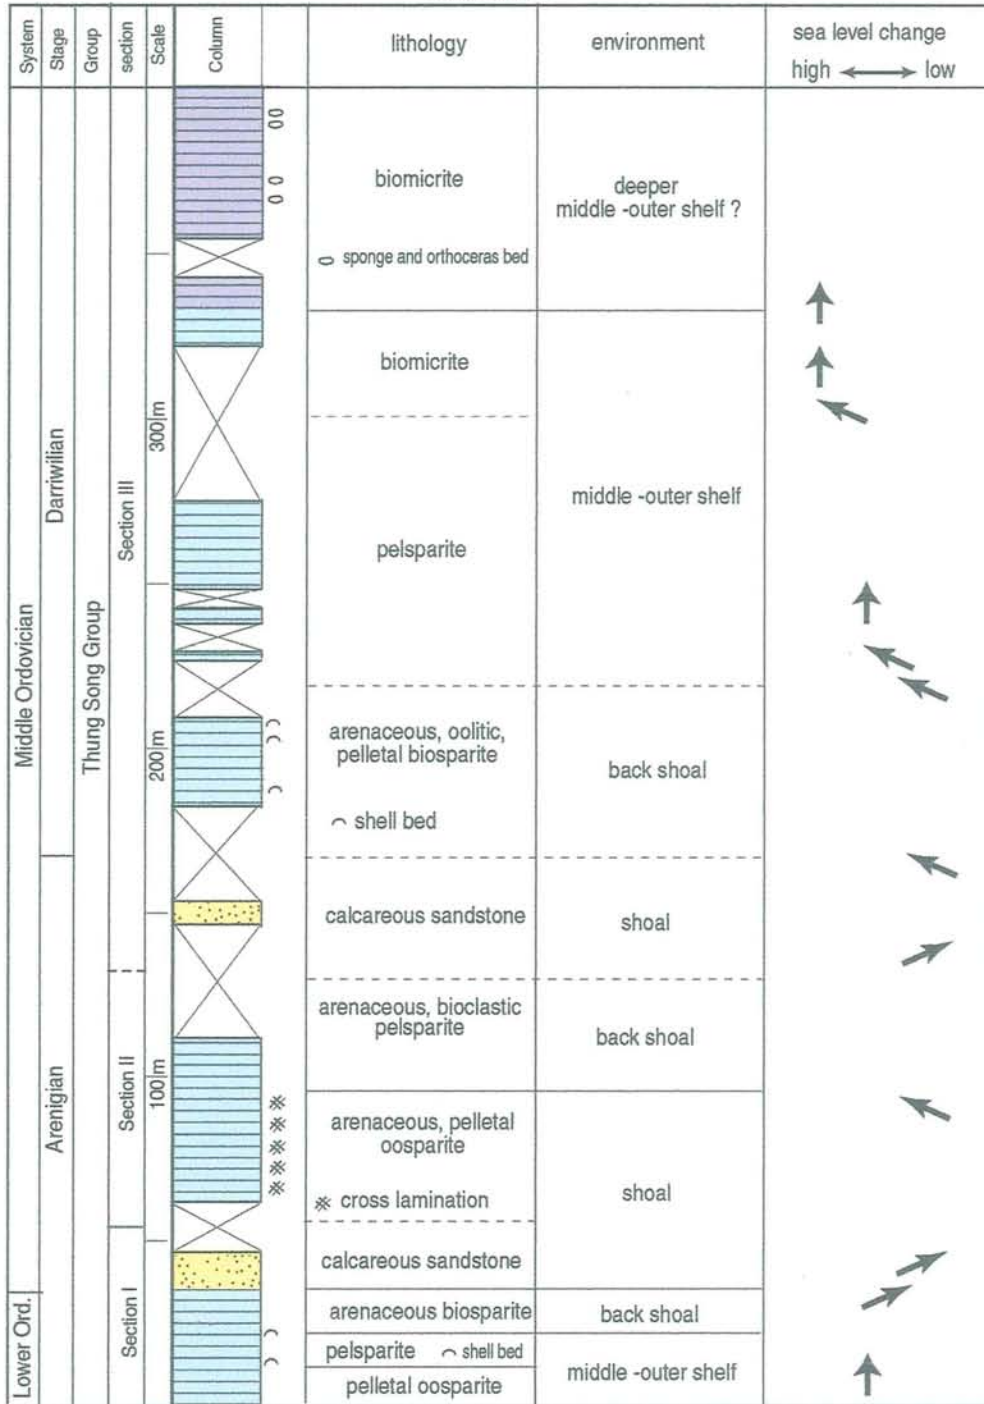 System
Stage
Group
section
Scale
Column
lithology
environment
sea level change
high low
Middle Ordovician
Lower Ord.
Darriwilian
Arenigian
Thung Song Group
Section III
Section II
Section I
300 m
200 m
100 m
biomicrite
sponge and orthoceras bed
biomicrite
pelsparite
arenaceous, oolitic,
pelletal biosparite
shell bed
calcareous sandstone
arenaceous, bioclastic
pelsparite
arenaceous, pelletal
oosparite
cross lamination
calcareous sandstone
arenaceous biosparite
pelsparite shell bed
pelletal oosparite
deeper
middle -outer shelf ?
middle -outer shelf
back shoal
shoal
back shoal
shoal
back shoal
middle -outer shelf